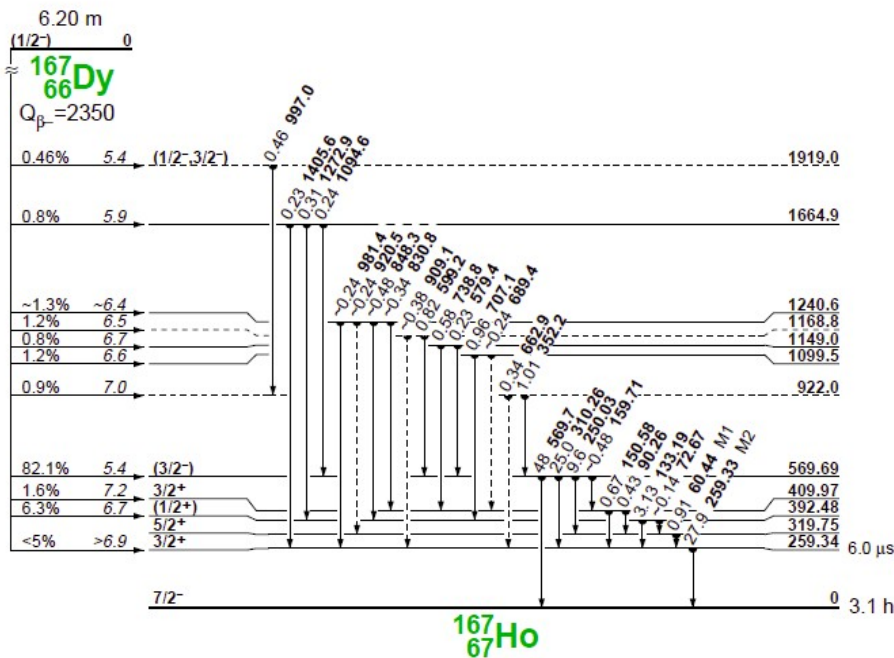 6.20 m
(1/2⁻) 0
167
66Dy
Qβ−=2350
0.46% 5.4 (1/2⁻,3/2⁻) 1919.0
0.8% 5.9 1664.9
~1.3% ~6.4 1240.6
1.2% 6.5 1168.8
0.8% 6.7 1149.0
1.2% 6.6 1099.5
0.9% 7.0 922.0
82.1% 5.4 (3/2⁻) 569.69
1.6% 7.2 3/2⁺ 409.97
6.3% 6.7 (1/2⁺) 392.48
5/2⁺ 319.75
<5% >6.9 3/2⁺ 259.34 6.0 µs
7/2⁻ 0 3.1 h
0.46 997.0
0.23 1405.6
0.31 1272.9
0.24 1094.6
~0.24 981.4
~0.24 920.5
~0.48 848.3
~0.34 830.8
~0.38 909.1
0.82 599.2
0.58 738.8
0.23 579.4
0.96 707.1
~0.24 689.4
0.34 662.9
1.01 352.2
48 569.7
25.0 310.26
9.6 250.03
~0.48 159.71
0.67 150.58
0.43 90.26
3.13 133.19
~0.14 72.67
0.91 60.44 M1
27.9 259.33 M2
167
67Ho